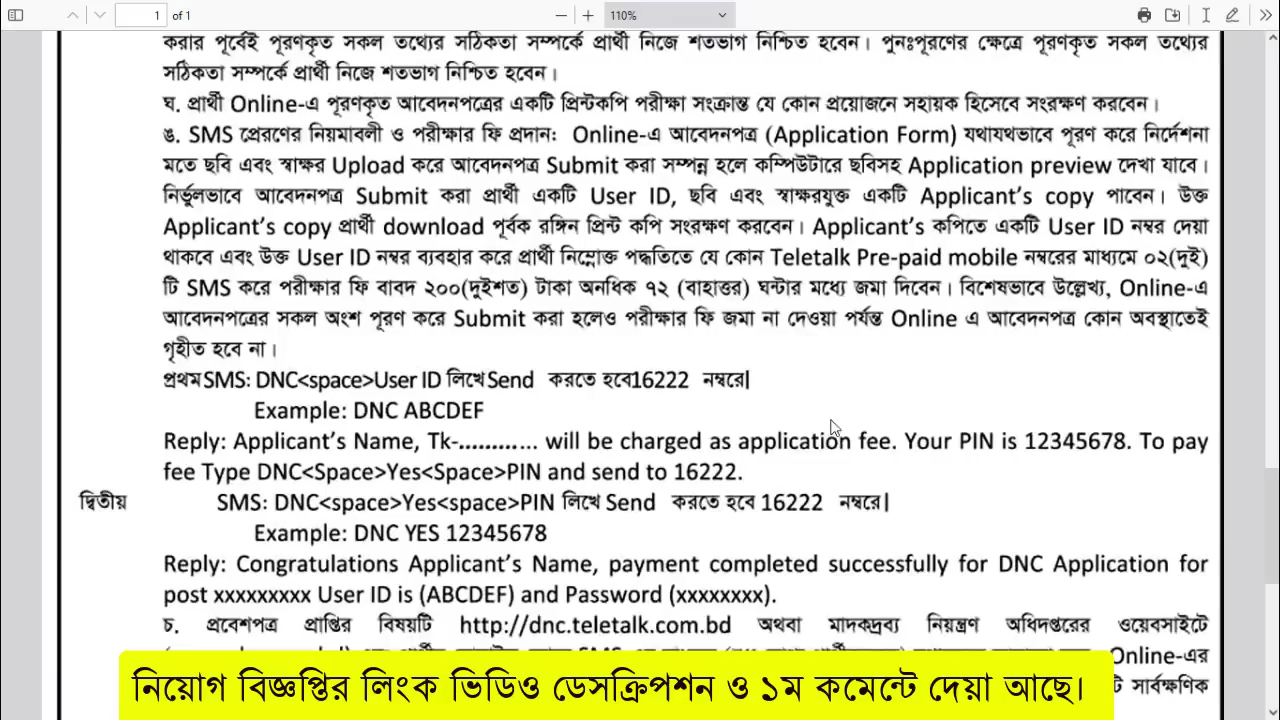 1 of 1 110%
করার পূর্বেই পূরণকৃত সকল তথ্যের সঠিকতা সম্পর্কে প্রার্থী নিজে শতভাগ নিশ্চিত হবেন। পুনঃপূরণের ক্ষেত্রে পূরণকৃত সকল তথ্যের
সঠিকতা সম্পর্কে প্রার্থী নিজে শতভাগ নিশ্চিত হবেন।
ঘ. প্রার্থী Online-এ পূরণকৃত আবেদনপত্রের একটি প্রিন্টকপি পরীক্ষা সংক্রান্ত যে কোন প্রয়োজনে সহায়ক হিসেবে সংরক্ষণ করবেন।
ঙ. SMS প্রেরণের নিয়মাবলী ও পরীক্ষার ফি প্রদান: Online-এ আবেদনপত্র (Application Form) যথাযথভাবে পূরণ করে নির্দেশনা
মতে ছবি এবং স্বাক্ষর Upload করে আবেদনপত্র Submit করা সম্পন্ন হলে কম্পিউটারে ছবিসহ Application preview দেখা যাবে।
নির্ভুলভাবে আবেদনপত্র Submit করা প্রার্থী একটি User ID, ছবি এবং স্বাক্ষরযুক্ত একটি Applicant's copy পাবেন। উক্ত
Applicant's copy প্রার্থী download পূর্বক রঙ্গিন প্রিন্ট কপি সংরক্ষণ করবেন। Applicant's কপিতে একটি User ID নম্বর দেয়া
থাকবে এবং উক্ত User ID নম্বর ব্যবহার করে প্রার্থী নিম্নোক্ত পদ্ধতিতে যে কোন Teletalk Pre-paid mobile নম্বরের মাধ্যমে ০২(দুই)
টি SMS করে পরীক্ষার ফি বাবদ ২০০(দুইশত) টাকা অনধিক ৭২ (বাহাত্তর) ঘন্টার মধ্যে জমা দিবেন। বিশেষভাবে উল্লেখ্য, Online-এ
আবেদনপত্রের সকল অংশ পূরণ করে Submit করা হলেও পরীক্ষার ফি জমা না দেওয়া পর্যন্ত Online এ আবেদনপত্র কোন অবস্থাতেই
গৃহীত হবে না।
প্রথম SMS: DNC<space>User ID লিখে Send করতে হবে16222 নম্বরে|
Example: DNC ABCDEF
Reply: Applicant's Name, Tk-............ will be charged as application fee. Your PIN is 12345678. To pay
fee Type DNC<Space>Yes<Space>PIN and send to 16222.
দ্বিতীয় SMS: DNC<space>Yes<space>PIN লিখে Send করতে হবে 16222 নম্বরে|
Example: DNC YES 12345678
Reply: Congratulations Applicant's Name, payment completed successfully for DNC Application for
post xxxxxxxxx User ID is (ABCDEF) and Password (xxxxxxxx).
চ. প্রবেশপত্র প্রাপ্তির বিষয়টি http://dnc.teletalk.com.bd অথবা মাদকদ্রব্য নিয়ন্ত্রণ অধিদপ্তরের ওয়েবসাইটে
Online-এর
সার্বক্ষণিক
নিয়োগ বিজ্ঞপ্তির লিংক ভিডিও ডেসক্রিপশন ও ১ম কমেন্টে দেয়া আছে।